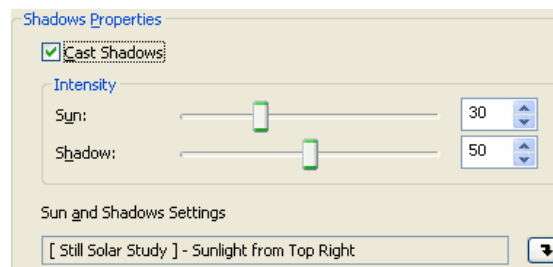 Shadows Properties
Cast Shadows
Intensity
Sun: 30
Shadow: 50
Sun and Shadows Settings
[ Still Solar Study ] - Sunlight from Top Right